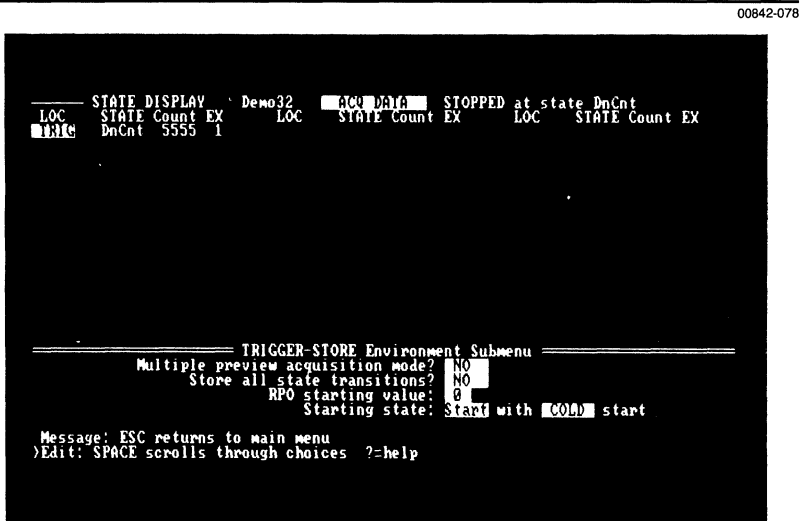 00842-078
STATE DISPLAY Demo32 ACQ DATA STOPPED at state DnCnt
LOC STATE Count EX LOC STATE Count EX LOC STATE Count EX
TRIG DnCnt 5555 1
TRIGGER-STORE Environment Submenu
Multiple preview acquisition mode? NO
Store all state transitions? NO
RPO starting value: 0
Starting state: Start with COLD start
Message: ESC returns to main menu
>Edit: SPACE scrolls through choices ?=help